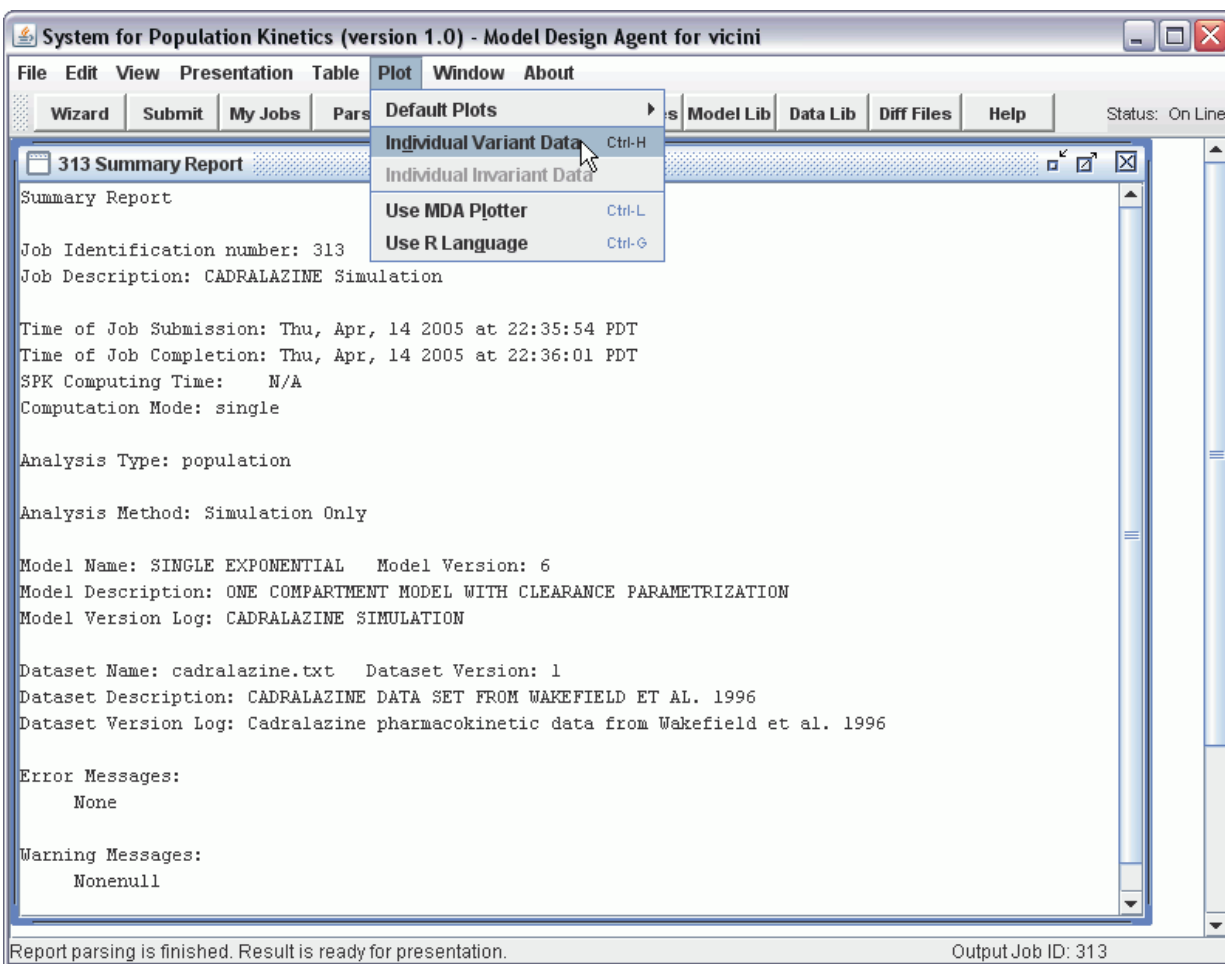 System for Population Kinetics (version 1.0) - Model Design Agent for vicini
File Edit View Presentation Table Plot Window About
Wizard Submit My Jobs Pars s Model Lib Data Lib Diff Files Help Status: On Line
Default Plots
Individual Variant Data Ctrl-H
Individual Invariant Data
Use MDA Plotter Ctrl-L
Use R Language Ctrl-G
313 Summary Report
Summary Report
Job Identification number: 313
Job Description: CADRALAZINE Simulation
Time of Job Submission: Thu, Apr, 14 2005 at 22:35:54 PDT
Time of Job Completion: Thu, Apr, 14 2005 at 22:36:01 PDT
SPK Computing Time: N/A
Computation Mode: single
Analysis Type: population
Analysis Method: Simulation Only
Model Name: SINGLE EXPONENTIAL Model Version: 6
Model Description: ONE COMPARTMENT MODEL WITH CLEARANCE PARAMETRIZATION
Model Version Log: CADRALAZINE SIMULATION
Dataset Name: cadralazine.txt Dataset Version: 1
Dataset Description: CADRALAZINE DATA SET FROM WAKEFIELD ET AL. 1996
Dataset Version Log: Cadralazine pharmacokinetic data from Wakefield et al. 1996
Error Messages:
None
Warning Messages:
Nonenull
Report parsing is finished. Result is ready for presentation. Output Job ID: 313